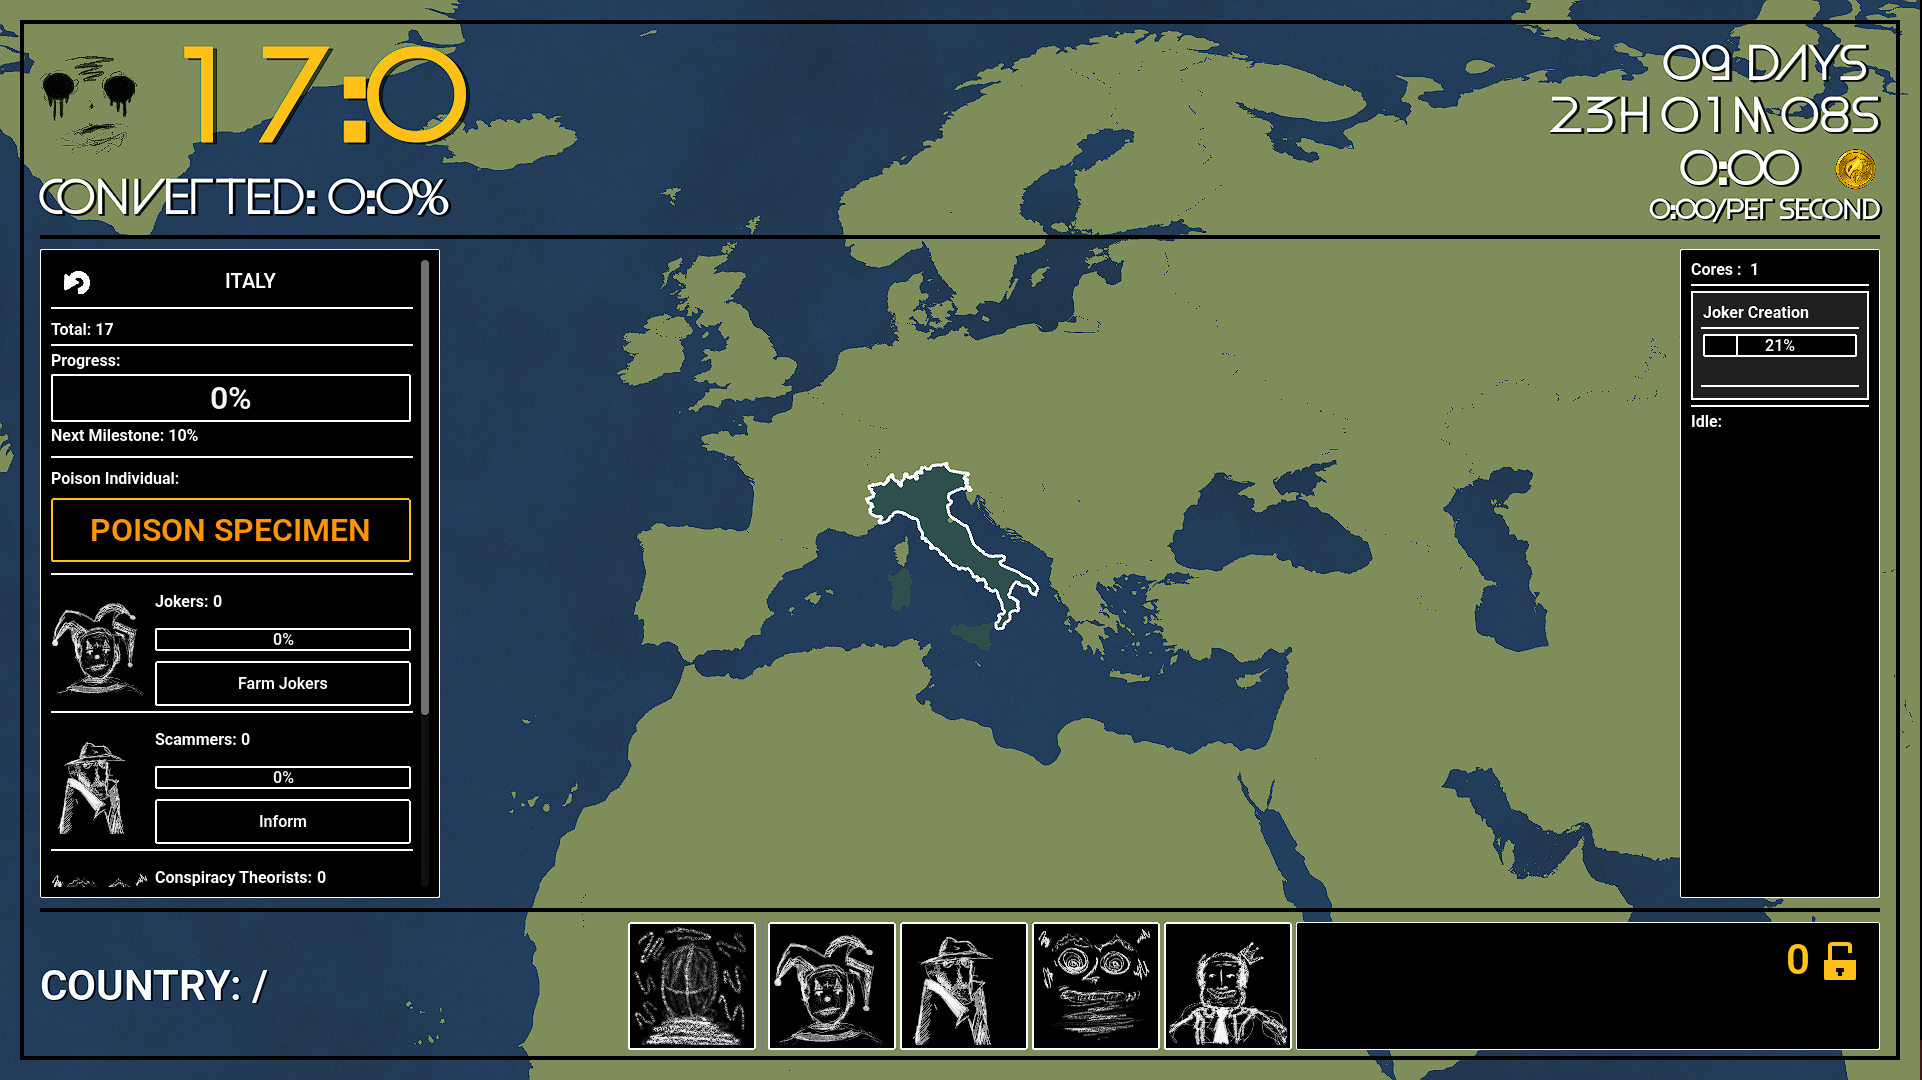 17:0
CONVERTED: 0:0%
09 DAYS
23H 01M 08S
0:00
0:00/PER SECOND
ITALY
Total: 17
Progress:
0%
Next Milestone: 10%
Poison Individual:
POISON SPECIMEN
Jokers: 0
0%
Farm Jokers
Scammers: 0
0%
Inform
Conspiracy Theorists: 0
Cores : 1
Joker Creation
21%
Idle:
COUNTRY: /
0